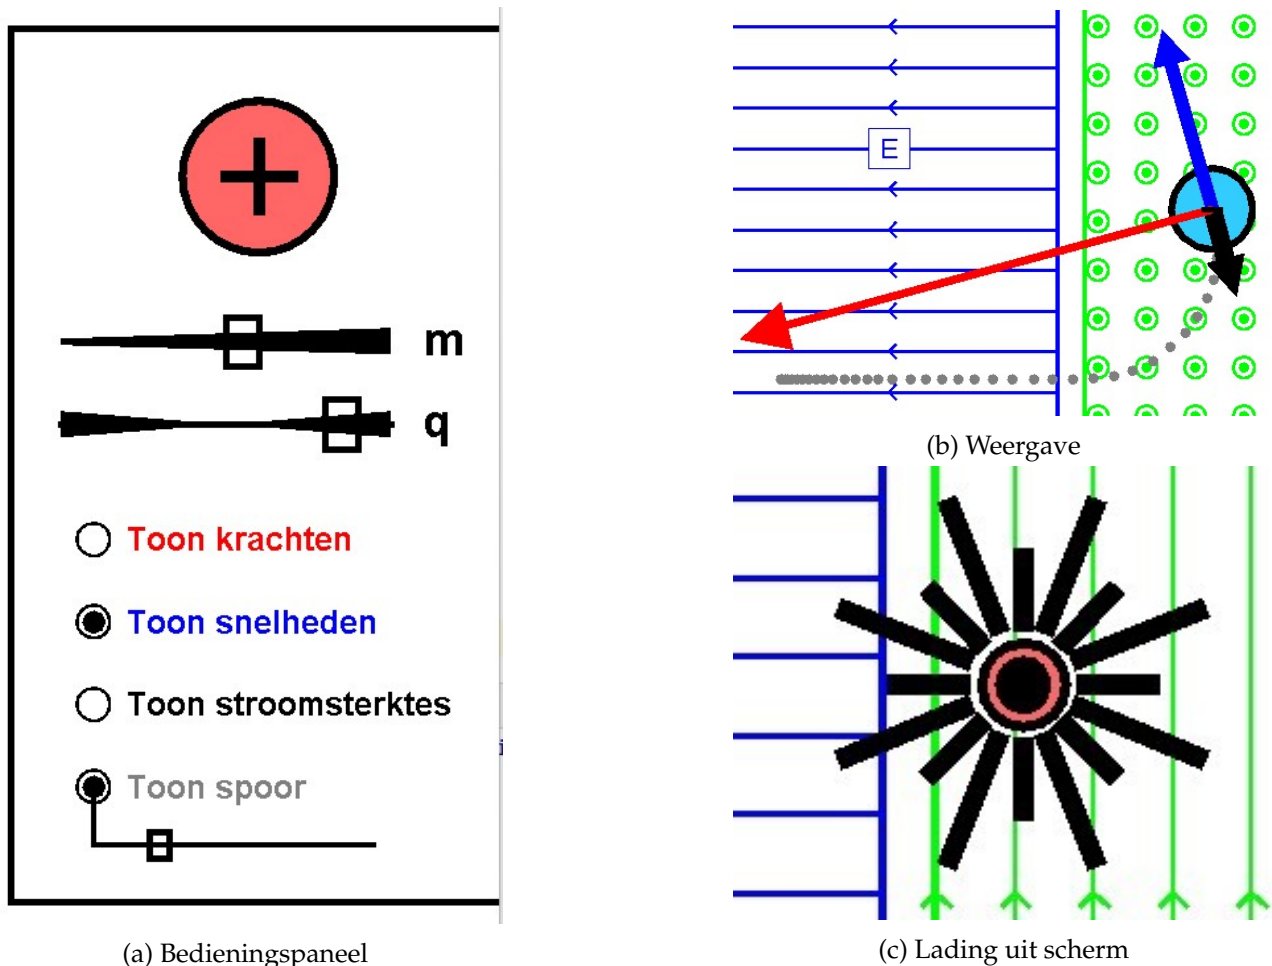 m
q
Toon krachten
Toon snelheden
Toon stroomsterktes
Toon spoor
(a) Bedieningspaneel
E
(b) Weergave
(c) Lading uit scherm